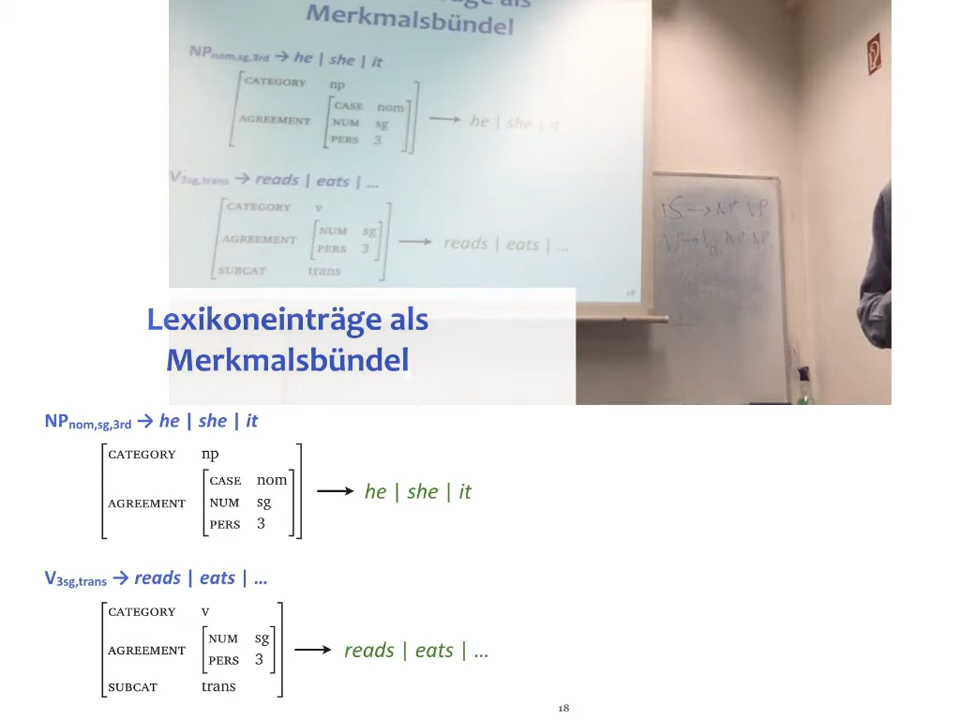 Merkmalsbündel
NPnom,sg,3rd → he | she | it
CATEGORY np
AGREEMENT CASE nom
NUM sg
PERS 3
→ he | she | it
V3sg,trans → reads | eats | ...
CATEGORY v
AGREEMENT NUM sg
PERS 3
SUBCAT trans
→ reads | eats | ...
18
S → NP VP
Lexikoneinträge als
Merkmalsbündel
NPnom,sg,3rd → he | she | it
CATEGORY np
AGREEMENT CASE nom
NUM sg
PERS 3
→ he | she | it
V3sg,trans → reads | eats | ...
CATEGORY v
AGREEMENT NUM sg
PERS 3
SUBCAT trans
→ reads | eats | ...
18